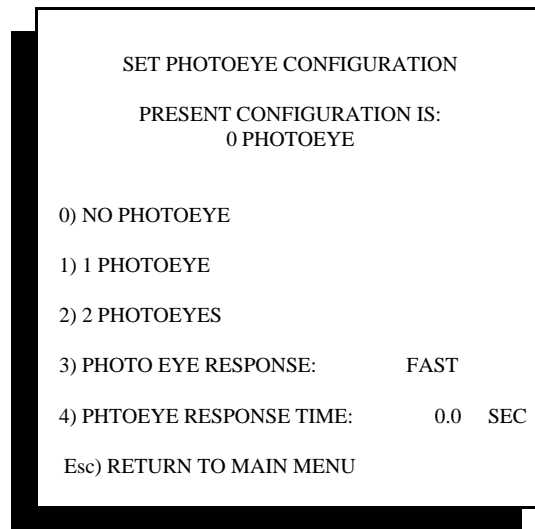 SET PHOTOEYE CONFIGURATION
PRESENT CONFIGURATION IS:
0 PHOTOEYE
0) NO PHOTOEYE
1) 1 PHOTOEYE
2) 2 PHOTOEYES
3) PHOTO EYE RESPONSE: FAST
4) PHTOEYE RESPONSE TIME: 0.0 SEC
Esc) RETURN TO MAIN MENU